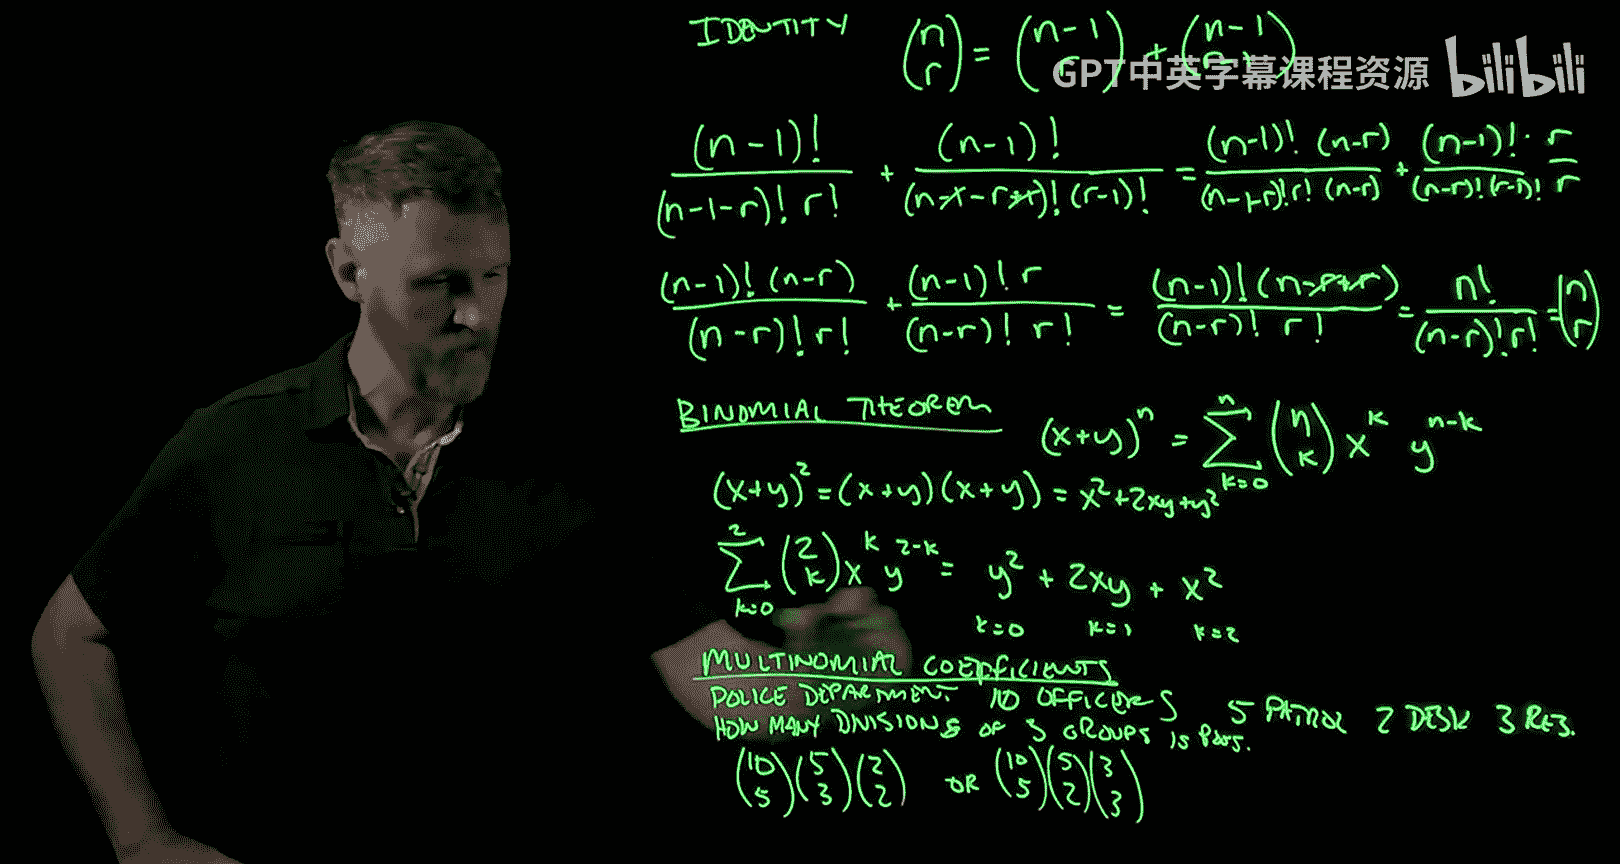 IDENTITY (n r) = (n-1 r) + (n-1 r-1)
GPT中英字幕课程资源 bilibili
(n-1)!/(n-1-r)! r! + (n-1)!/(n-1-r+1)! (r-1)! = (n-1)! (n-r)/(n-1-r)! r! (n-r) + (n-1)! · r/(n-r)! (r-1)! r
(n-1)! (n-r)/(n-r)! r! + (n-1)! r/(n-r)! r! = (n-1)! (n-r+r)/(n-r)! r! = n!/(n-r)! r! = (n r)
BINOMIAL THEOREM (x+y)^n = ∑_{k=0}^{n} (n k) x^k y^{n-k}
(x+y)^2 = (x+y)(x+y) = x^2+2xy+y^2
∑_{k=0}^{2} (2 k) x^k y^{2-k} = y^2 + 2xy + x^2
k=0 k=1 k=2
MULTINOMIAL COEFFICIENTS
POLICE DEPARTMENT 10 OFFICERS 5 PATROL 2 DESK 3 RES.
HOW MANY DIVISIONS OF 3 GROUPS IS POSS.
(10 5)(5 3)(2 2) OR (10 5)(5 2)(3 3)